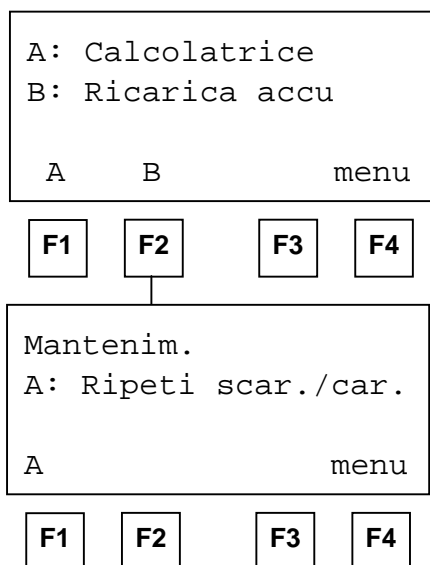 A: Calcolatrice
B: Ricarica accu
A B menu
F1 F2 F3 F4
Mantenim.
A: Ripeti scar./car.
A menu
F1 F2 F3 F4